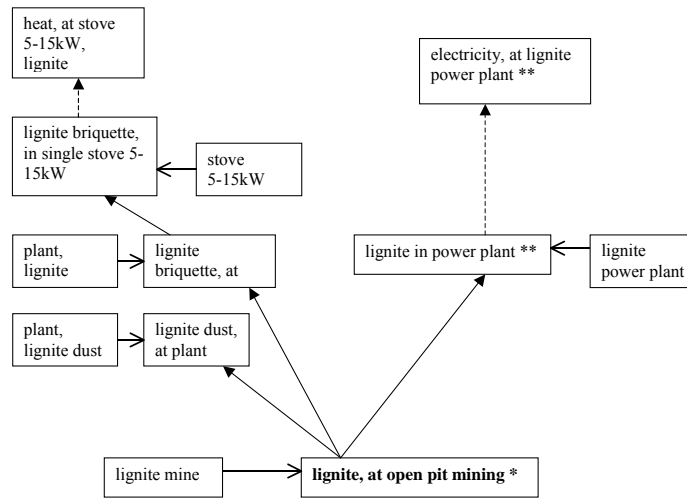 heat, at stove
5-15kW,
lignite
electricity, at lignite
power plant **
lignite briquette,
in single stove 5-
15kW
stove
5-15kW
plant,
lignite
lignite
briquette, at
lignite in power plant **
lignite
power plant
plant,
lignite dust
lignite dust,
at plant
lignite mine
lignite, at open pit mining *